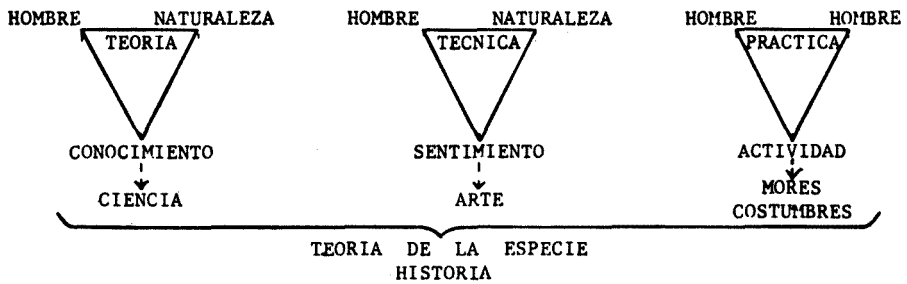 HOMBRE NATURALEZA HOMBRE NATURALEZA HOMBRE HOMBRE
TEORIA TECNICA PRACTICA
CONOCIMIENTO SENTIMIENTO ACTIVIDAD
CIENCIA ARTE MORES
COSTUMBRES
TEORIA DE LA ESPECIE
HISTORIA